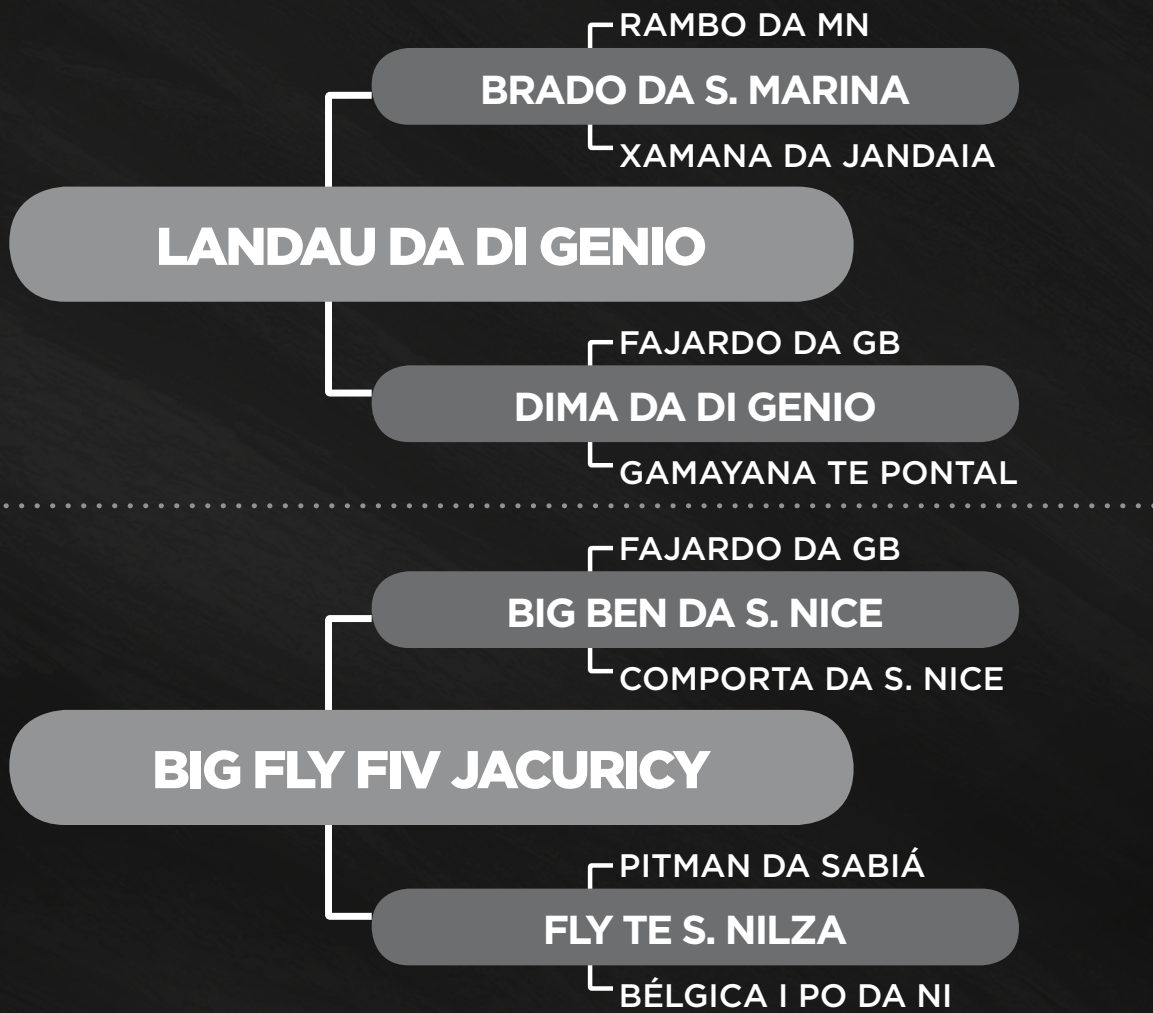 RAMBO DA MN
BRADO DA S. MARINA
XAMANA DA JANDAIA
LANDAU DA DI GENIO
FAJARDO DA GB
DIMA DA DI GENIO
GAMAYANA TE PONTAL
FAJARDO DA GB
BIG BEN DA S. NICE
COMPORTA DA S. NICE
BIG FLY FIV JACURICY
PITMAN DA SABIÁ
FLY TE S. NILZA
BÉLGICA I PO DA NI